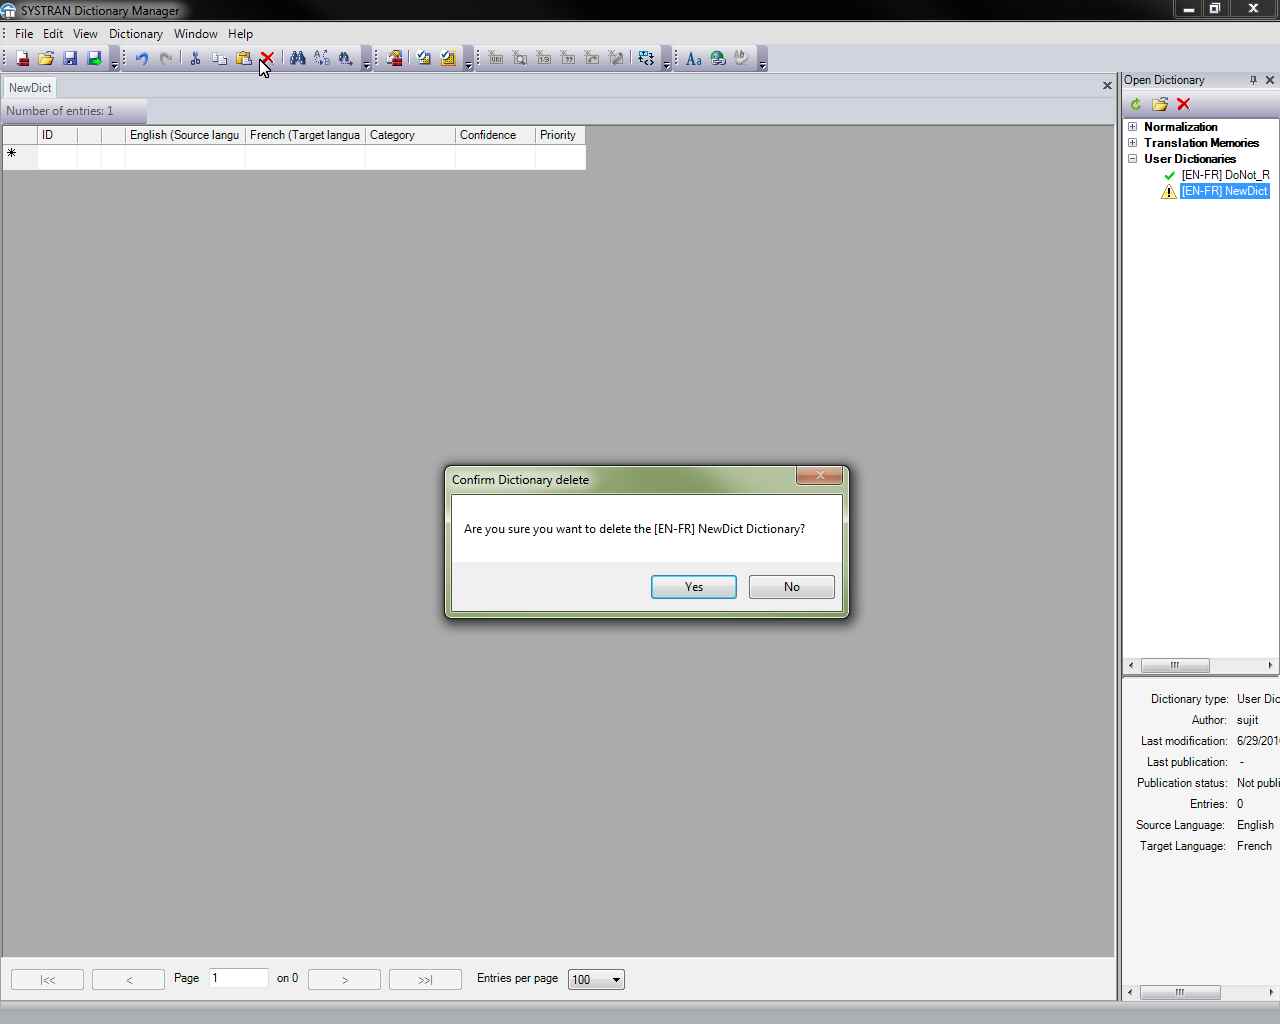 SYSTRAN Dictionary Manager
File Edit View Dictionary Window Help
NewDict
Number of entries: 1
ID English (Source langu French (Target langua Category Confidence Priority
Open Dictionary
Normalization
Translation Memories
User Dictionaries
[EN-FR] DoNot_R
[EN-FR] NewDict
Confirm Dictionary delete
Are you sure you want to delete the [EN-FR] NewDict Dictionary?
Yes No
Dictionary type: User Dic
Author: sujit
Last modification: 6/29/201
Last publication: -
Publication status: Not publi
Entries: 0
Source Language: English
Target Language: French
|<< < Page 1 on 0 > >>| Entries per page 100